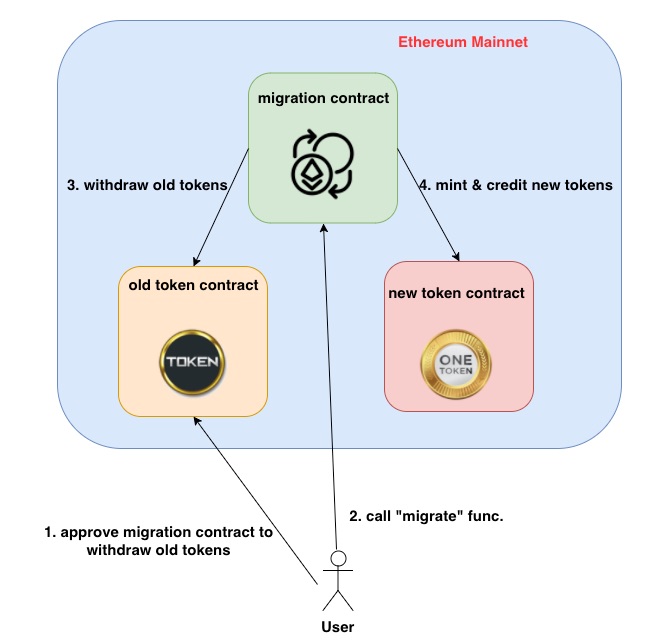 Ethereum Mainnet
migration contract
3. withdraw old tokens
4. mint & credit new tokens
old token contract
new token contract
TOKEN
ONE
TOKEN
2. call "migrate" func.
1. approve migration contract to
withdraw old tokens
User